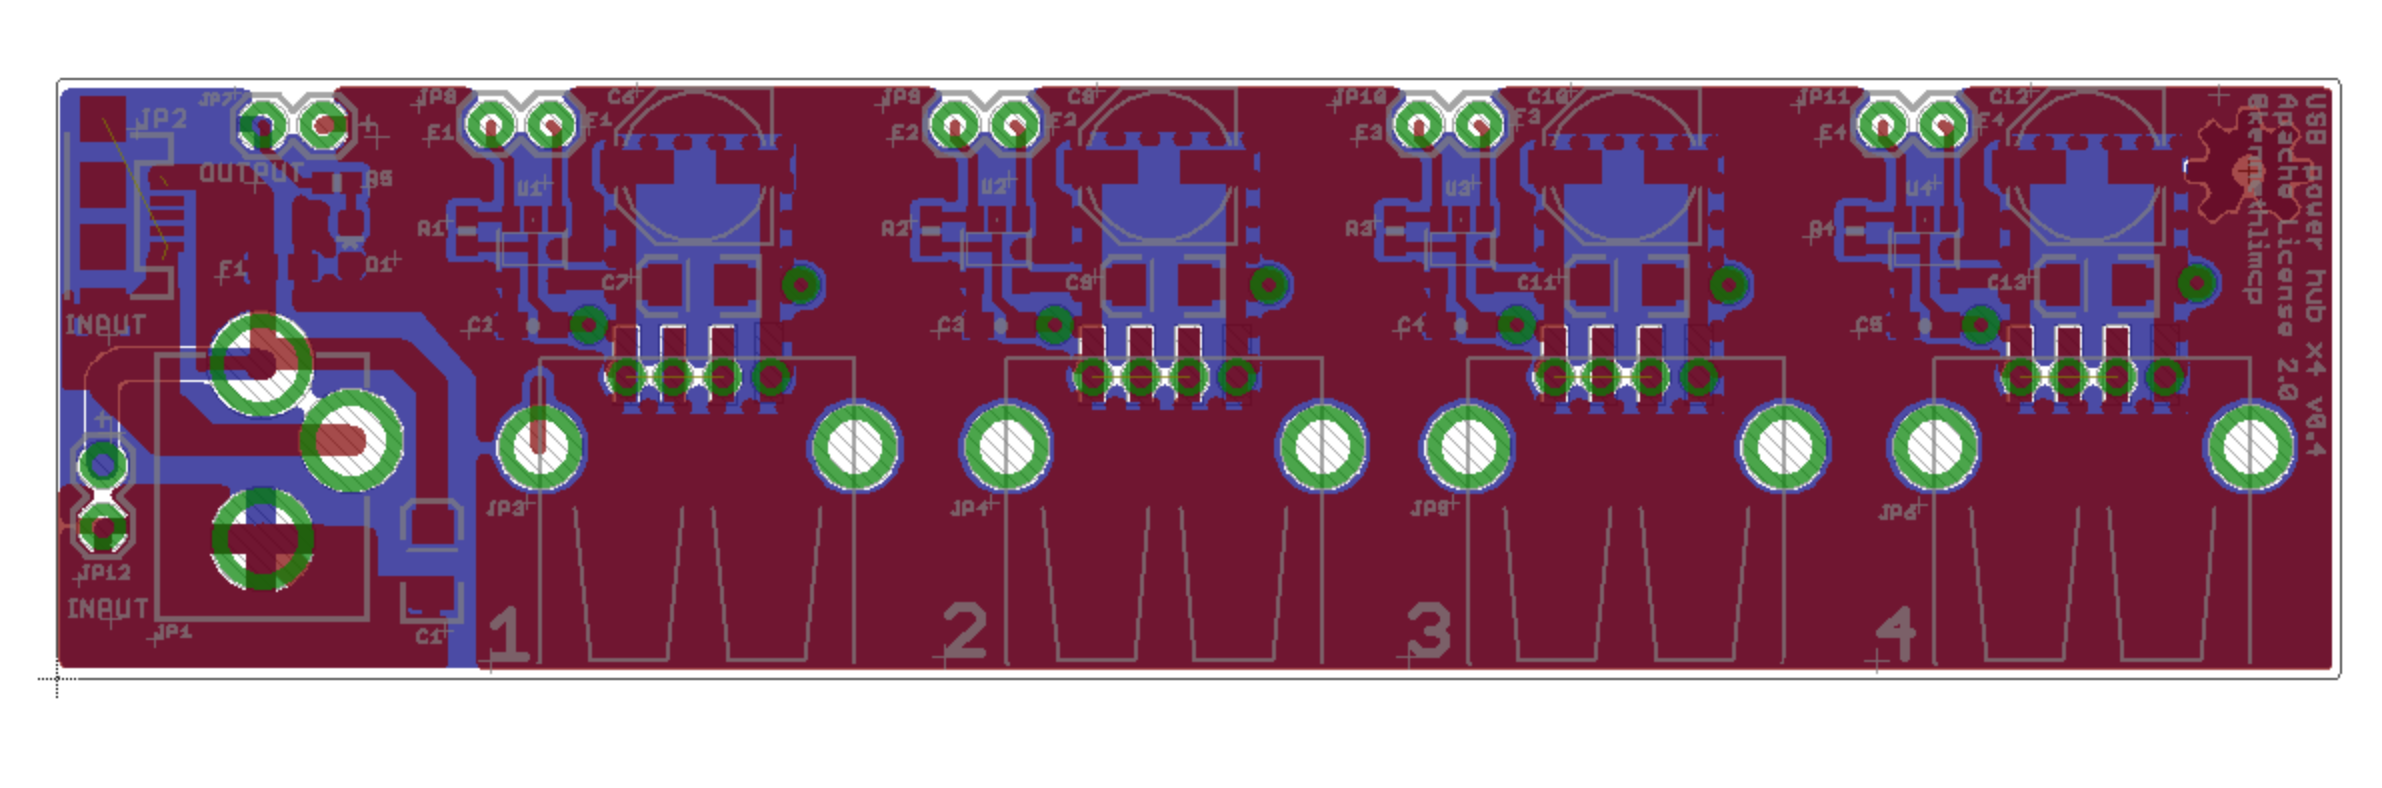 JP7
JP2
+
OUTPUT
R5
F1
D1
INPUT
+
JP12
INPUT
JP1
C1
JP8
E1
F1
C6
U1
R1
C7
C2
JP3
1
JP9
E2
F2
C8
U2
R2
C9
C3
JP4
2
JP10
E3
F3
C10
U3
R3
C11
C4
JP5
3
JP11
E4
F4
C12
U4
R4
C13
C5
JP6
4
USB power hub x4 v0.4
Apache License 2.0